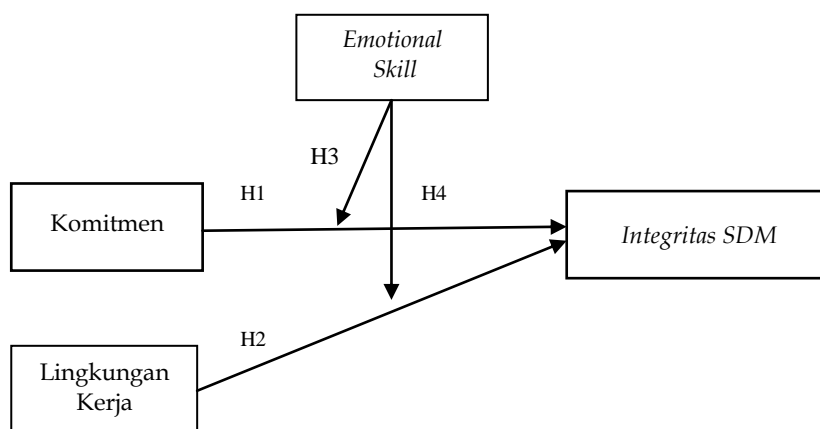 Emotional
Skill
H3
H1
H4
Komitmen
Integritas SDM
H2
Lingkungan
Kerja